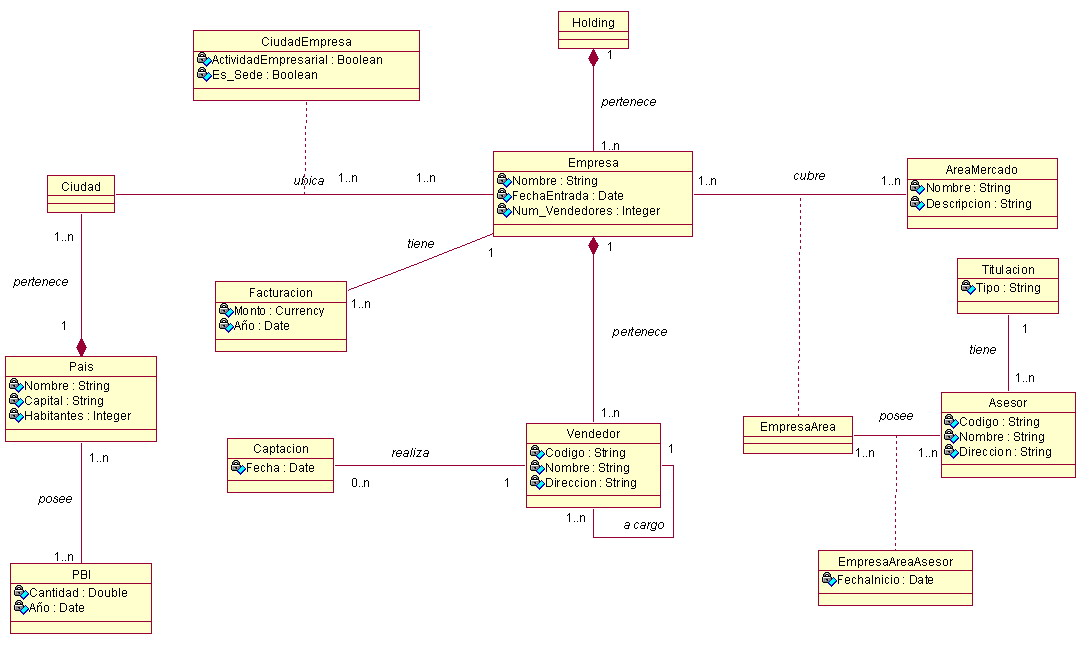 Holding
1
pertenece
1..n
CiudadEmpresa
ActividadEmpresarial : Boolean
Es_Sede : Boolean
Ciudad
ubica
1..n
1..n
Empresa
Nombre : String
FechaEntrada : Date
Num_Vendedores : Integer
1..n
cubre
1..n
AreaMercado
Nombre : String
Descripcion : String
1..n
pertenece
1
tiene
1
1..n
Facturacion
Monto : Currency
Año : Date
1
pertenece
1..n
Titulacion
Tipo : String
1
tiene
1..n
Pais
Nombre : String
Capital : String
Habitantes : Integer
1..n
posee
1..n
PBI
Cantidad : Double
Año : Date
Captacion
Fecha : Date
realiza
0..n
1
Vendedor
Codigo : String
Nombre : String
Direccion : String
1
1..n
a cargo
EmpresaArea
posee
1..n
1..n
Asesor
Codigo : String
Nombre : String
Direccion : String
EmpresaAreaAsesor
FechaInicio : Date